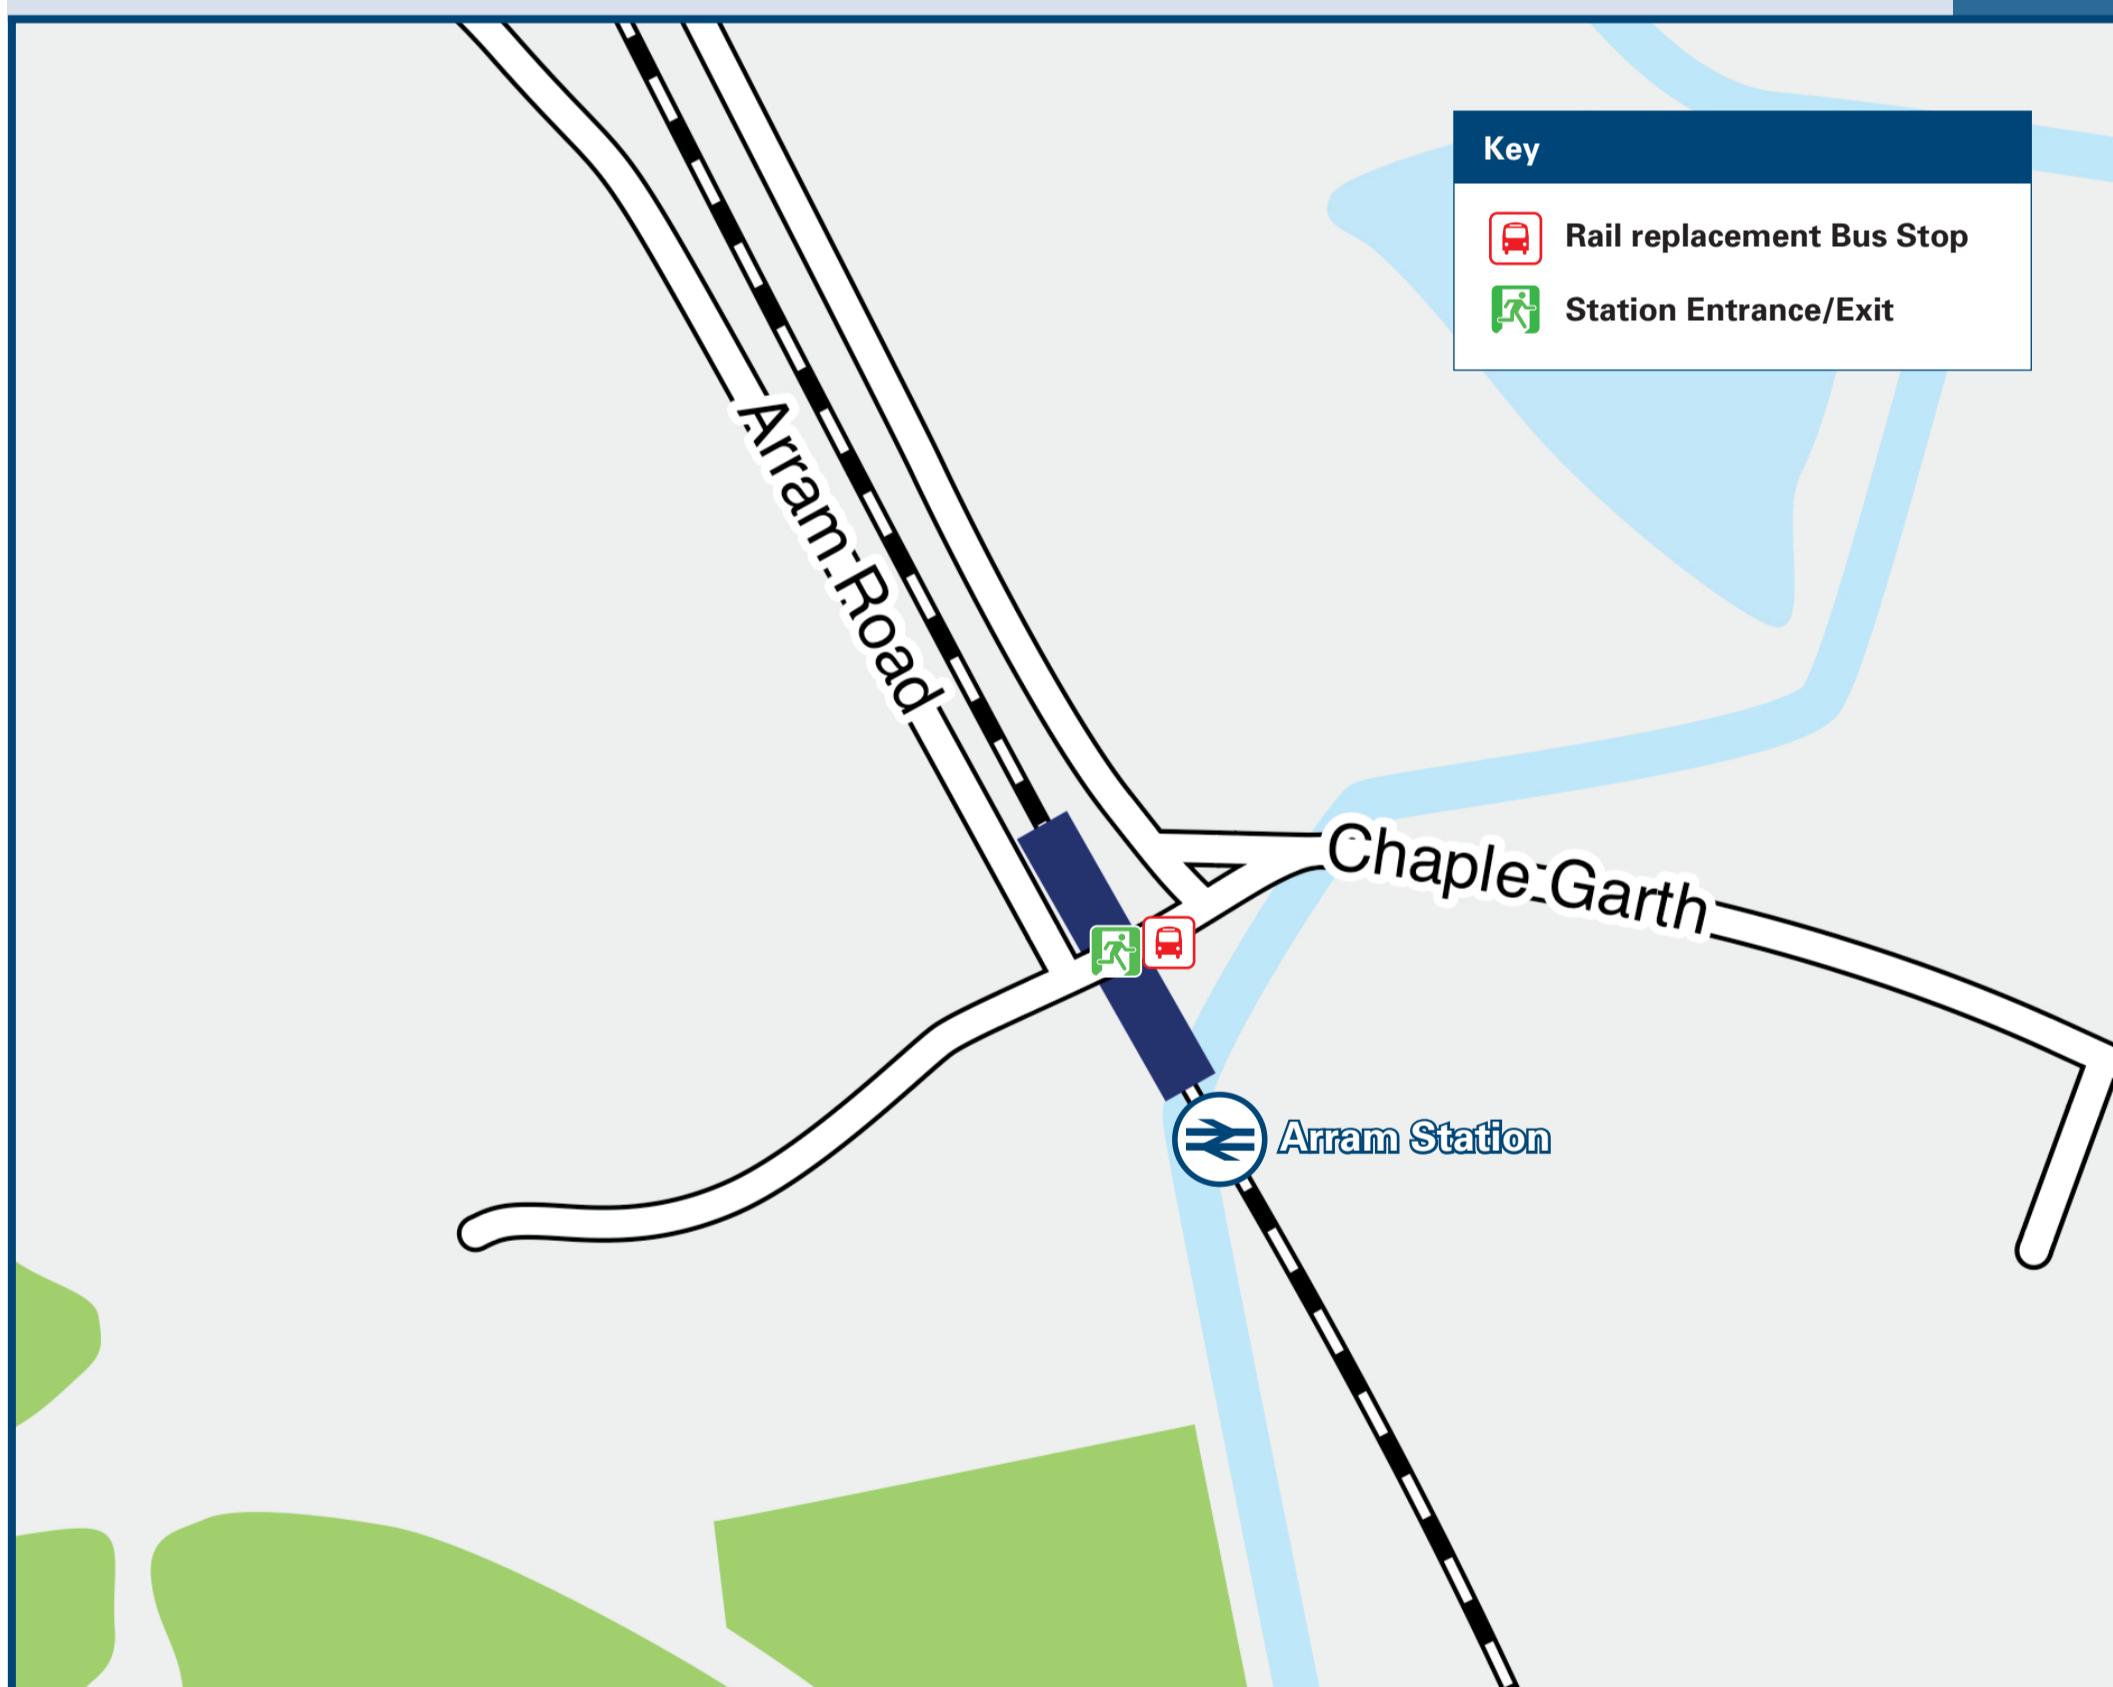 Key
Rail replacement Bus Stop
Station Entrance/Exit
Arram Road
Chaple Garth
Arram Station